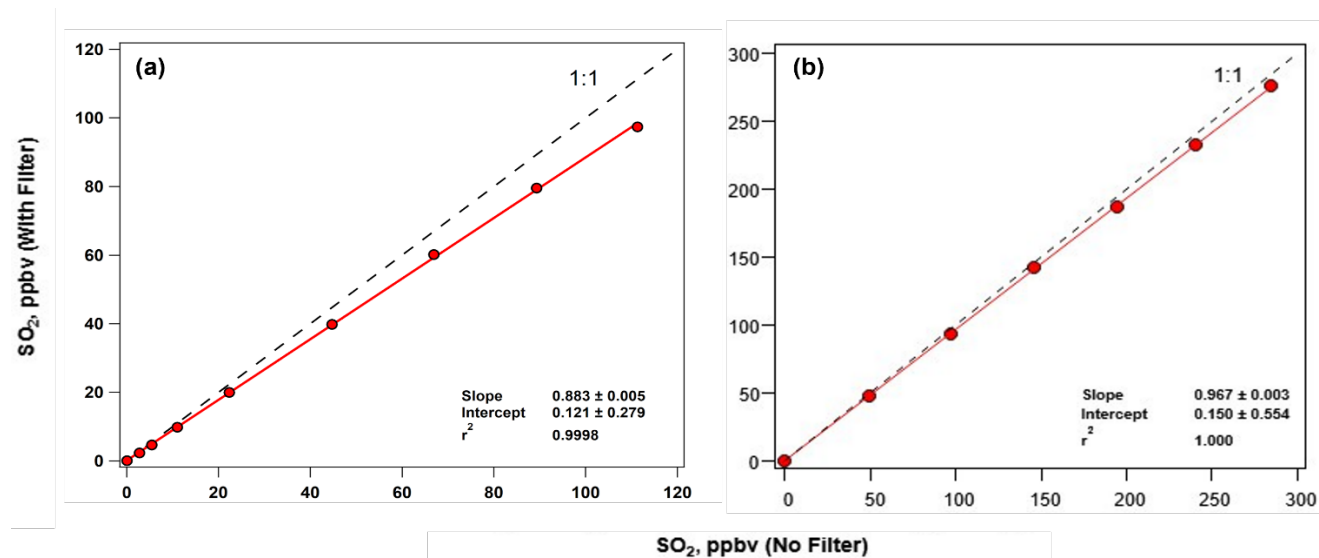 SO2, ppbv (With Filter)
(a)
1:1
120
100
80
60
40
20
0
Slope 0.883 ± 0.005
Intercept 0.121 ± 0.279
r2 0.9998
0 20 40 60 80 100 120
(b)
1:1
300
250
200
150
100
50
0
Slope 0.967 ± 0.003
Intercept 0.150 ± 0.554
r2 1.000
0 50 100 150 200 250 300
SO2, ppbv (No Filter)